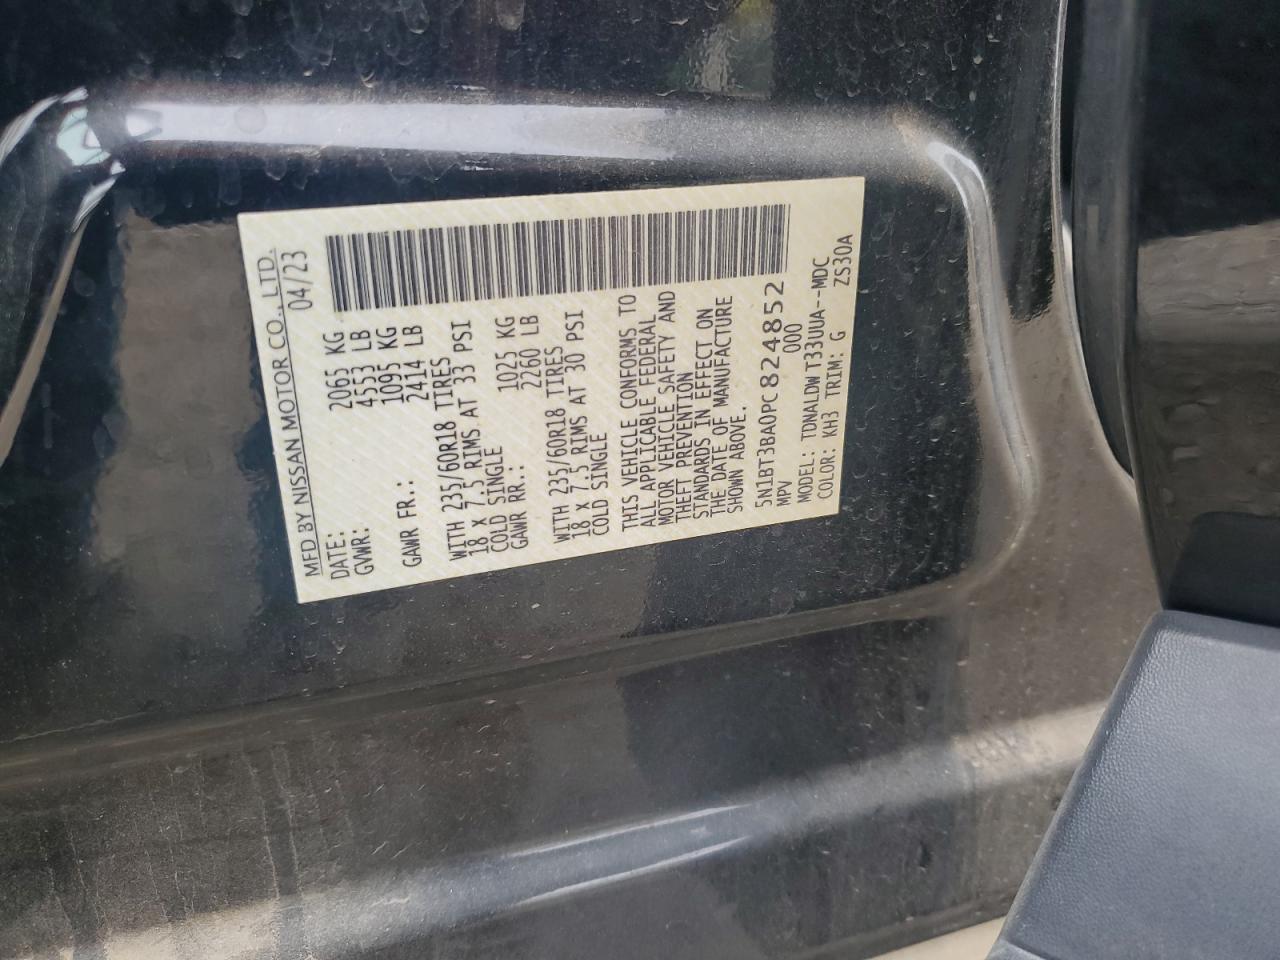 MFD BY NISSAN MOTOR CO., LTD.
DATE: 04/23
GVWR: 2065 KG
4553 LB
GAWR FR.: 1095 KG
2414 LB
WITH 235/60R18 TIRES
18 X 7.5 RIMS AT 33 PSI
COLD SINGLE
GAWR RR.: 1025 KG
2260 LB
WITH 235/60R18 TIRES
18 X 7.5 RIMS AT 30 PSI
COLD SINGLE
THIS VEHICLE CONFORMS TO
ALL APPLICABLE FEDERAL
MOTOR VEHICLE SAFETY AND
THEFT PREVENTION
STANDARDS IN EFFECT ON
THE DATE OF MANUFACTURE
SHOWN ABOVE.
5N1BT3BA0PC824852
MPV 000
MODEL: TDNALDWT33UUA--MDC
COLOR: KH3 TRIM: G ZS30A